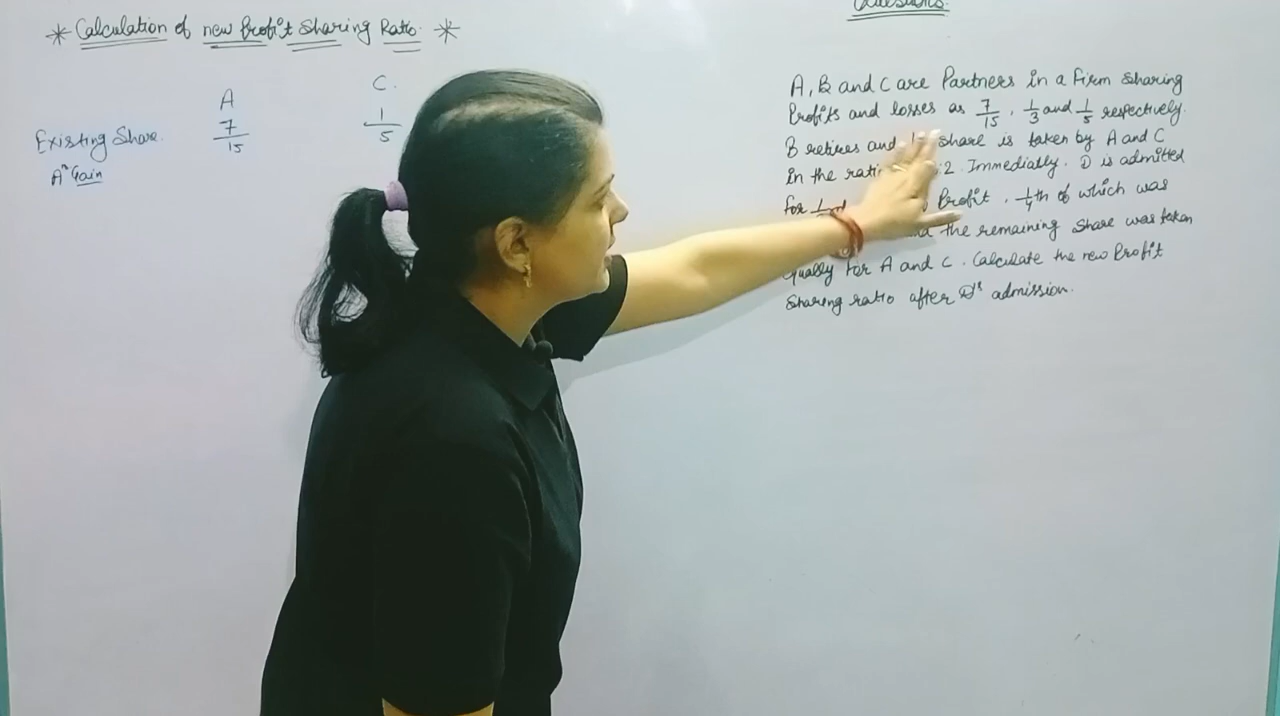 * Calculation of new Profit Sharing Ratio *
A
C.
Existing Share. 7/15 1/5
A's Gain
Questions.
A, B and C are Partners in a Firm Sharing
Profits and losses as 7/15, 1/3 and 1/5 respectively.
B retires and share is taken by A and C
in the :2. Immediatly. D is admitted
for Profit. 1/4th of which was
the remaining Share was taken
equally for A and C. Calculate the new Profit
Sharing ratio after D's admission.